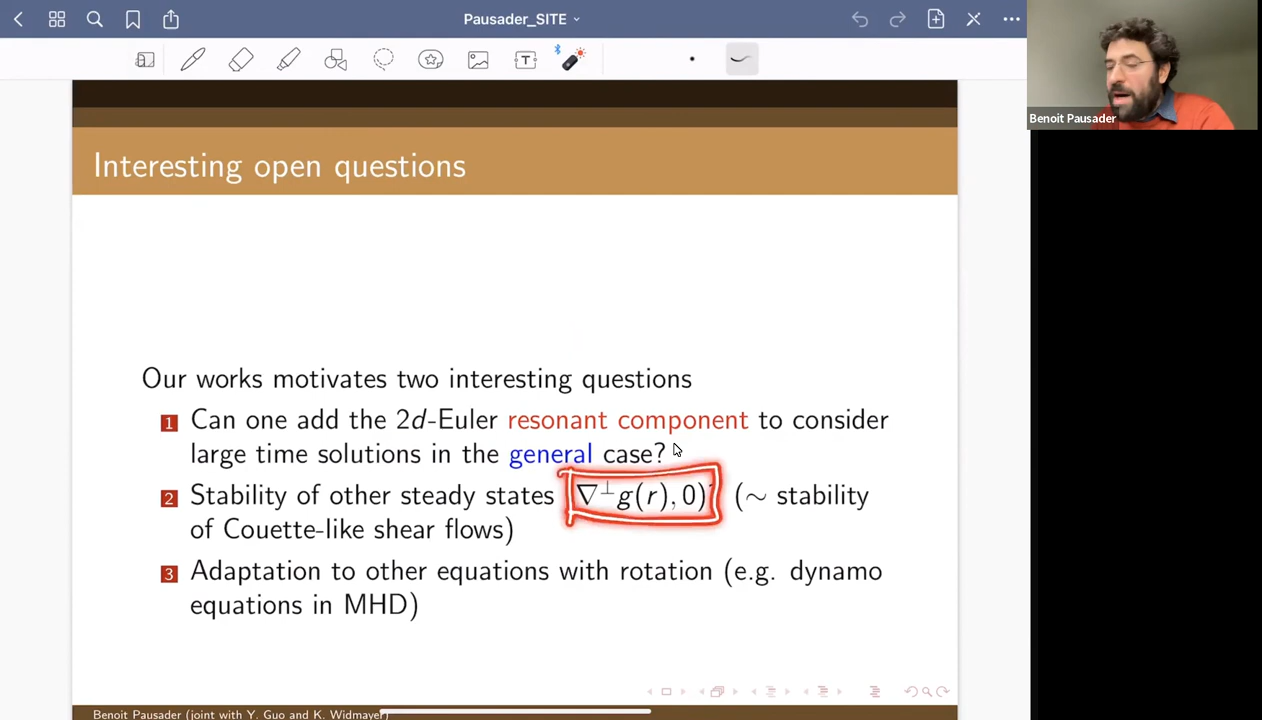 Pausader_SITE
Benoit Pausader
Interesting open questions
Our works motivates two interesting questions
1 Can one add the 2d-Euler resonant component to consider
large time solutions in the general case?
2 Stability of other steady states ∇⊥g(r), 0) (∼ stability
of Couette-like shear flows)
3 Adaptation to other equations with rotation (e.g. dynamo
equations in MHD)
Benoit Pausader (joint with Y. Guo and K. Widmayer)